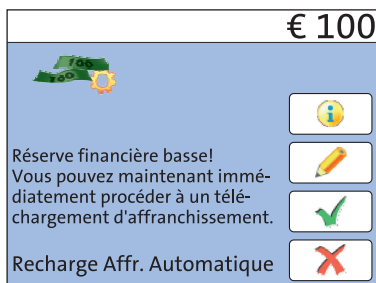 € 100
Réserve financière basse!
Vous pouvez maintenant immé-
diatement procéder à un télé-
chargement d'affranchissement.
Recharge Affr. Automatique